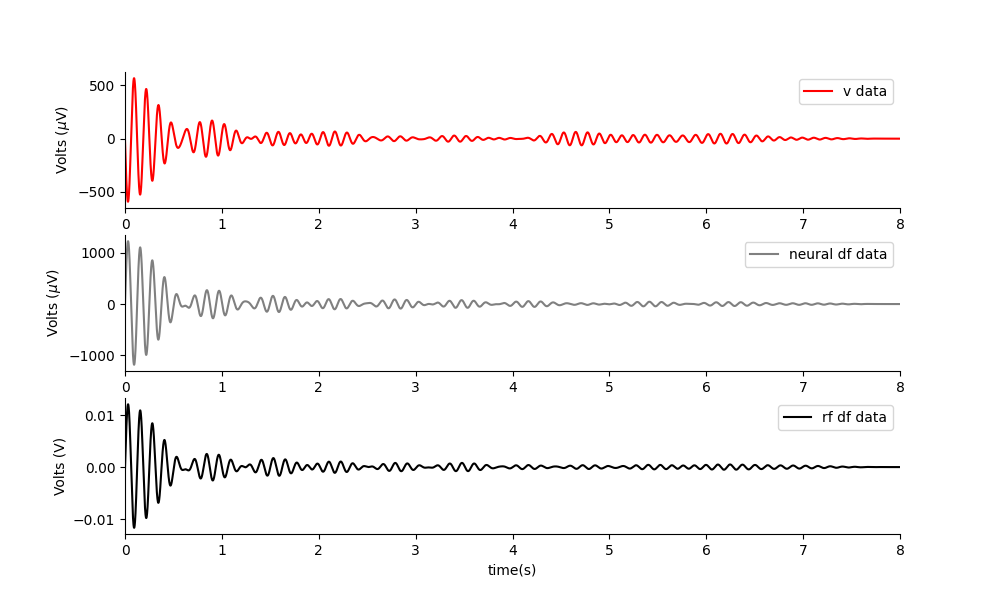 500
0
−500
Volts (μV)
v data
0 1 2 3 4 5 6 7 8
1000
0
−1000
Volts (μV)
neural df data
0 1 2 3 4 5 6 7 8
0.01
0.00
−0.01
Volts (V)
rf df data
0 1 2 3 4 5 6 7 8
time(s)